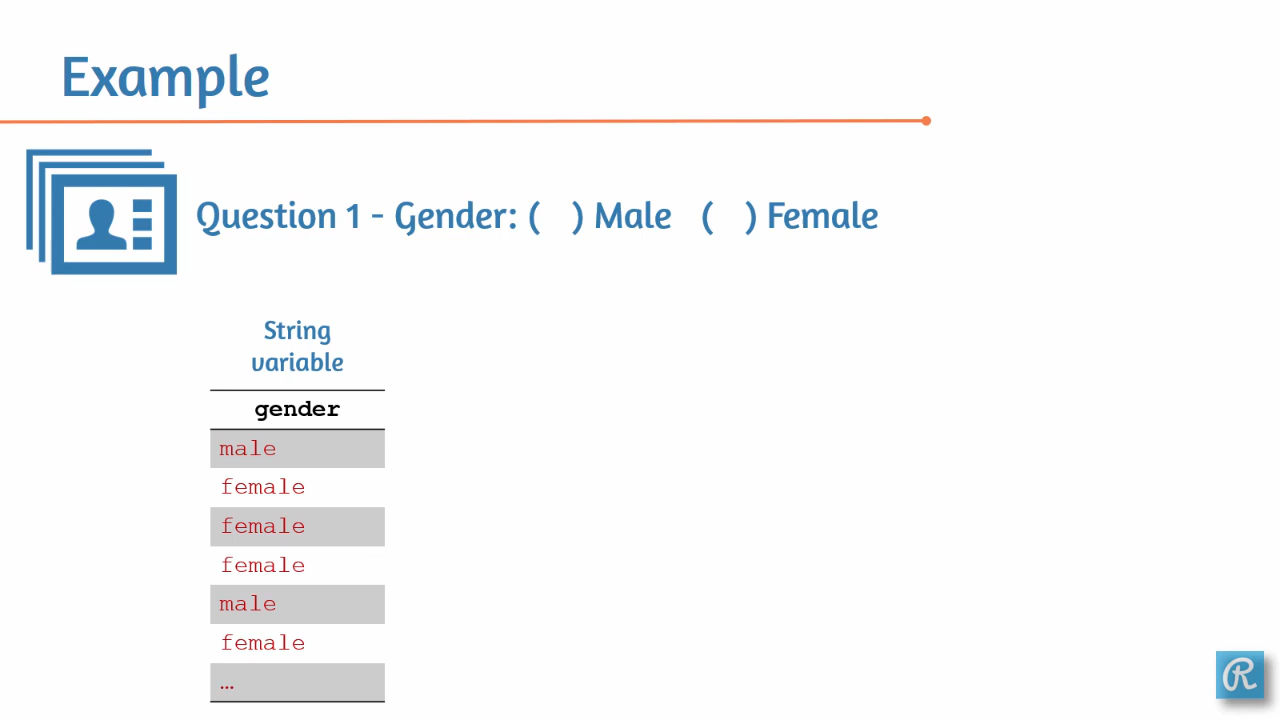 Example
Question 1 - Gender: ( ) Male ( ) Female
String
variable
gender
male
female
female
female
male
female
…
R